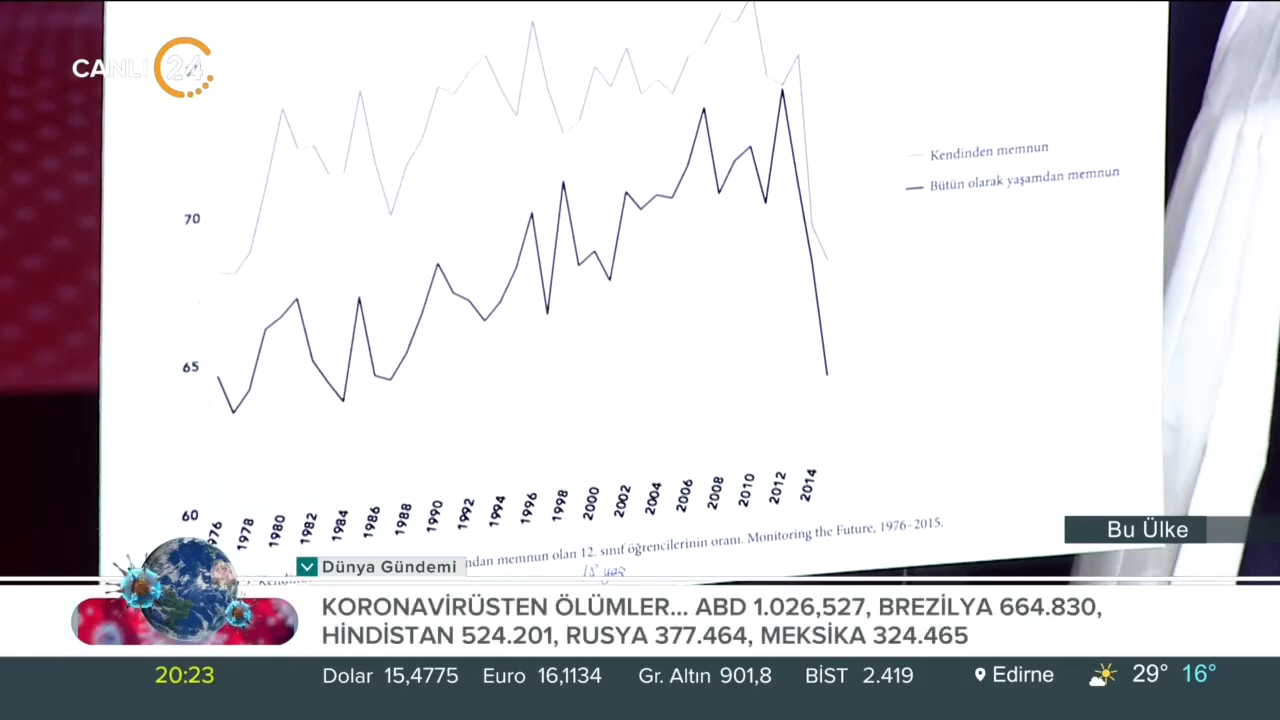 CANLI 24
Kendinden memnun
Bütün olarak yaşamdan memnun
70
65
60
76 1978 1980 1982 1984 1986 1988 1990 1992 1994 1996 1998 2000 2002 2004 2006 2008 2010 2012 2014
ndan memnun olan 12. sınıf öğrencilerinin oranı. Monitoring the Future, 1976–2015.
18 yaş
Bu Ülke
Dünya Gündemi
KORONAVİRÜSTEN ÖLÜMLER... ABD 1.026,527, BREZİLYA 664.830,
HİNDİSTAN 524.201, RUSYA 377.464, MEKSİKA 324.465
20:23 Dolar 15,4775 Euro 16,1134 Gr. Altın 901,8 BİST 2.419 Edirne 29° 16°